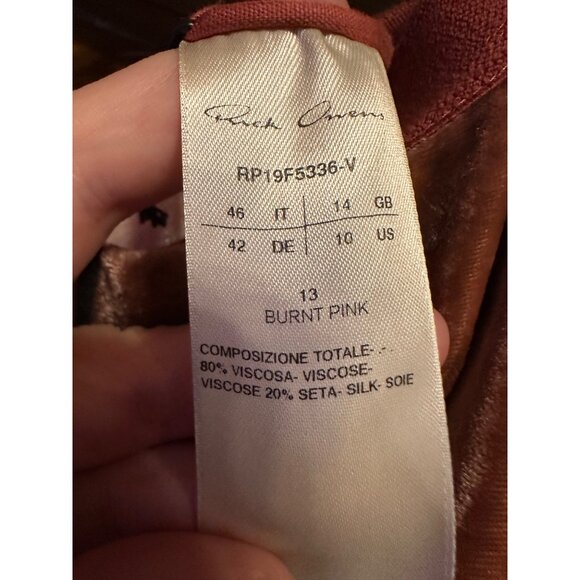 Rick Owens
RP19F5336-V
46 IT 14 GB
42 DE 10 US
13
BURNT PINK
COMPOSIZIONE TOTALE- .- .
80% VISCOSA- VISCOSE-
VISCOSE 20% SETA- SILK- SOIE